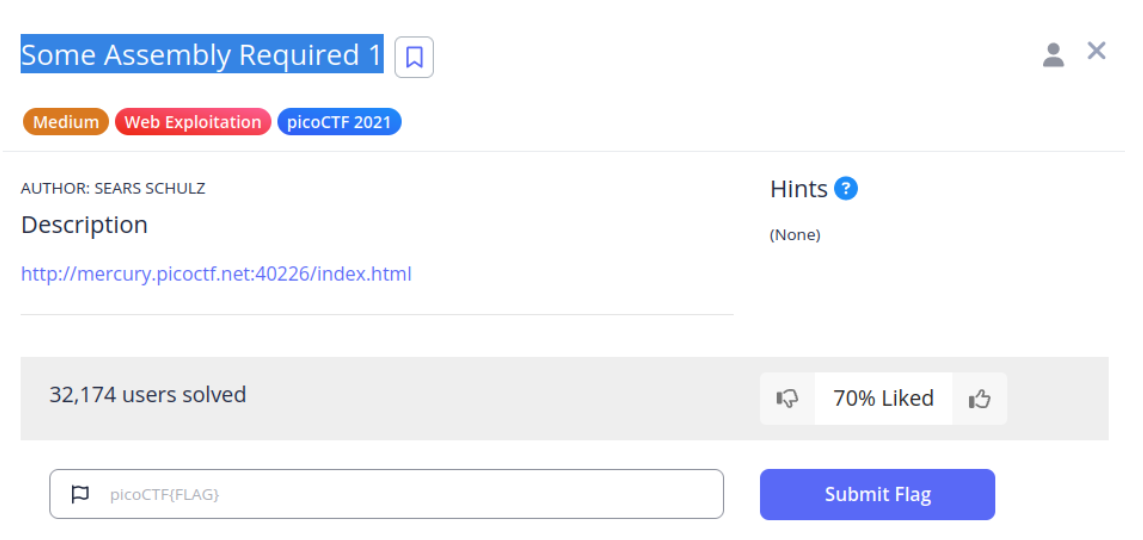 Some Assembly Required 1
Medium Web Exploitation picoCTF 2021
AUTHOR: SEARS SCHULZ
Description
http://mercury.picoctf.net:40226/index.html
Hints ?
(None)
32,174 users solved
70% Liked
picoCTF{FLAG}
Submit Flag